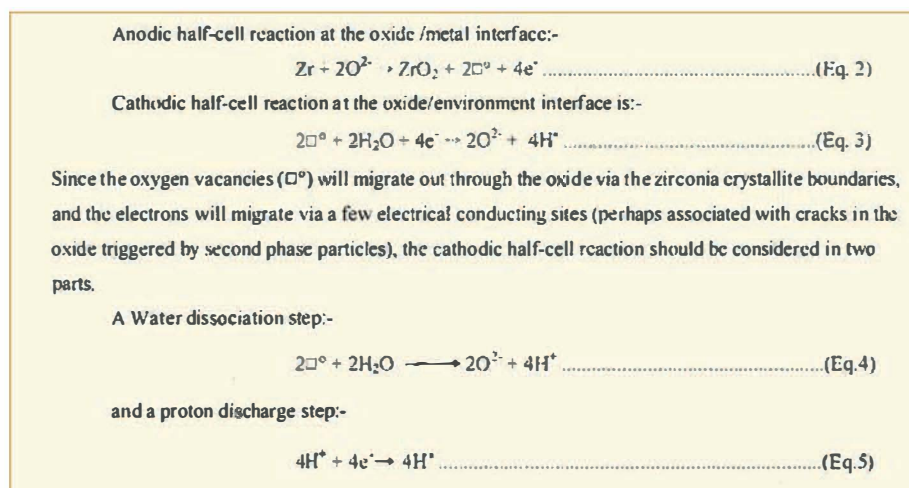 Anodic half-cell reaction at the oxide /metal interface:-
Zr + 2O²⁻ → ZrO₂ + 2□° + 4e⁻ ..........(Eq. 2)
Cathodic half-cell reaction at the oxide/environment interface is:-
2□° + 2H₂O + 4e⁻ → 2O²⁻ + 4H• ..........(Eq. 3)
Since the oxygen vacancies (□°) will migrate out through the oxide via the zirconia crystallite boundaries,
and the electrons will migrate via a few electrical conducting sites (perhaps associated with cracks in the
oxide triggered by second phase particles), the cathodic half-cell reaction should be considered in two
parts.
A Water dissociation step:-
2□° + 2H₂O ⟶ 2O²⁻ + 4H⁺ ..........(Eq.4)
and a proton discharge step:-
4H⁺ + 4e⁻→ 4H• ..........(Eq.5)